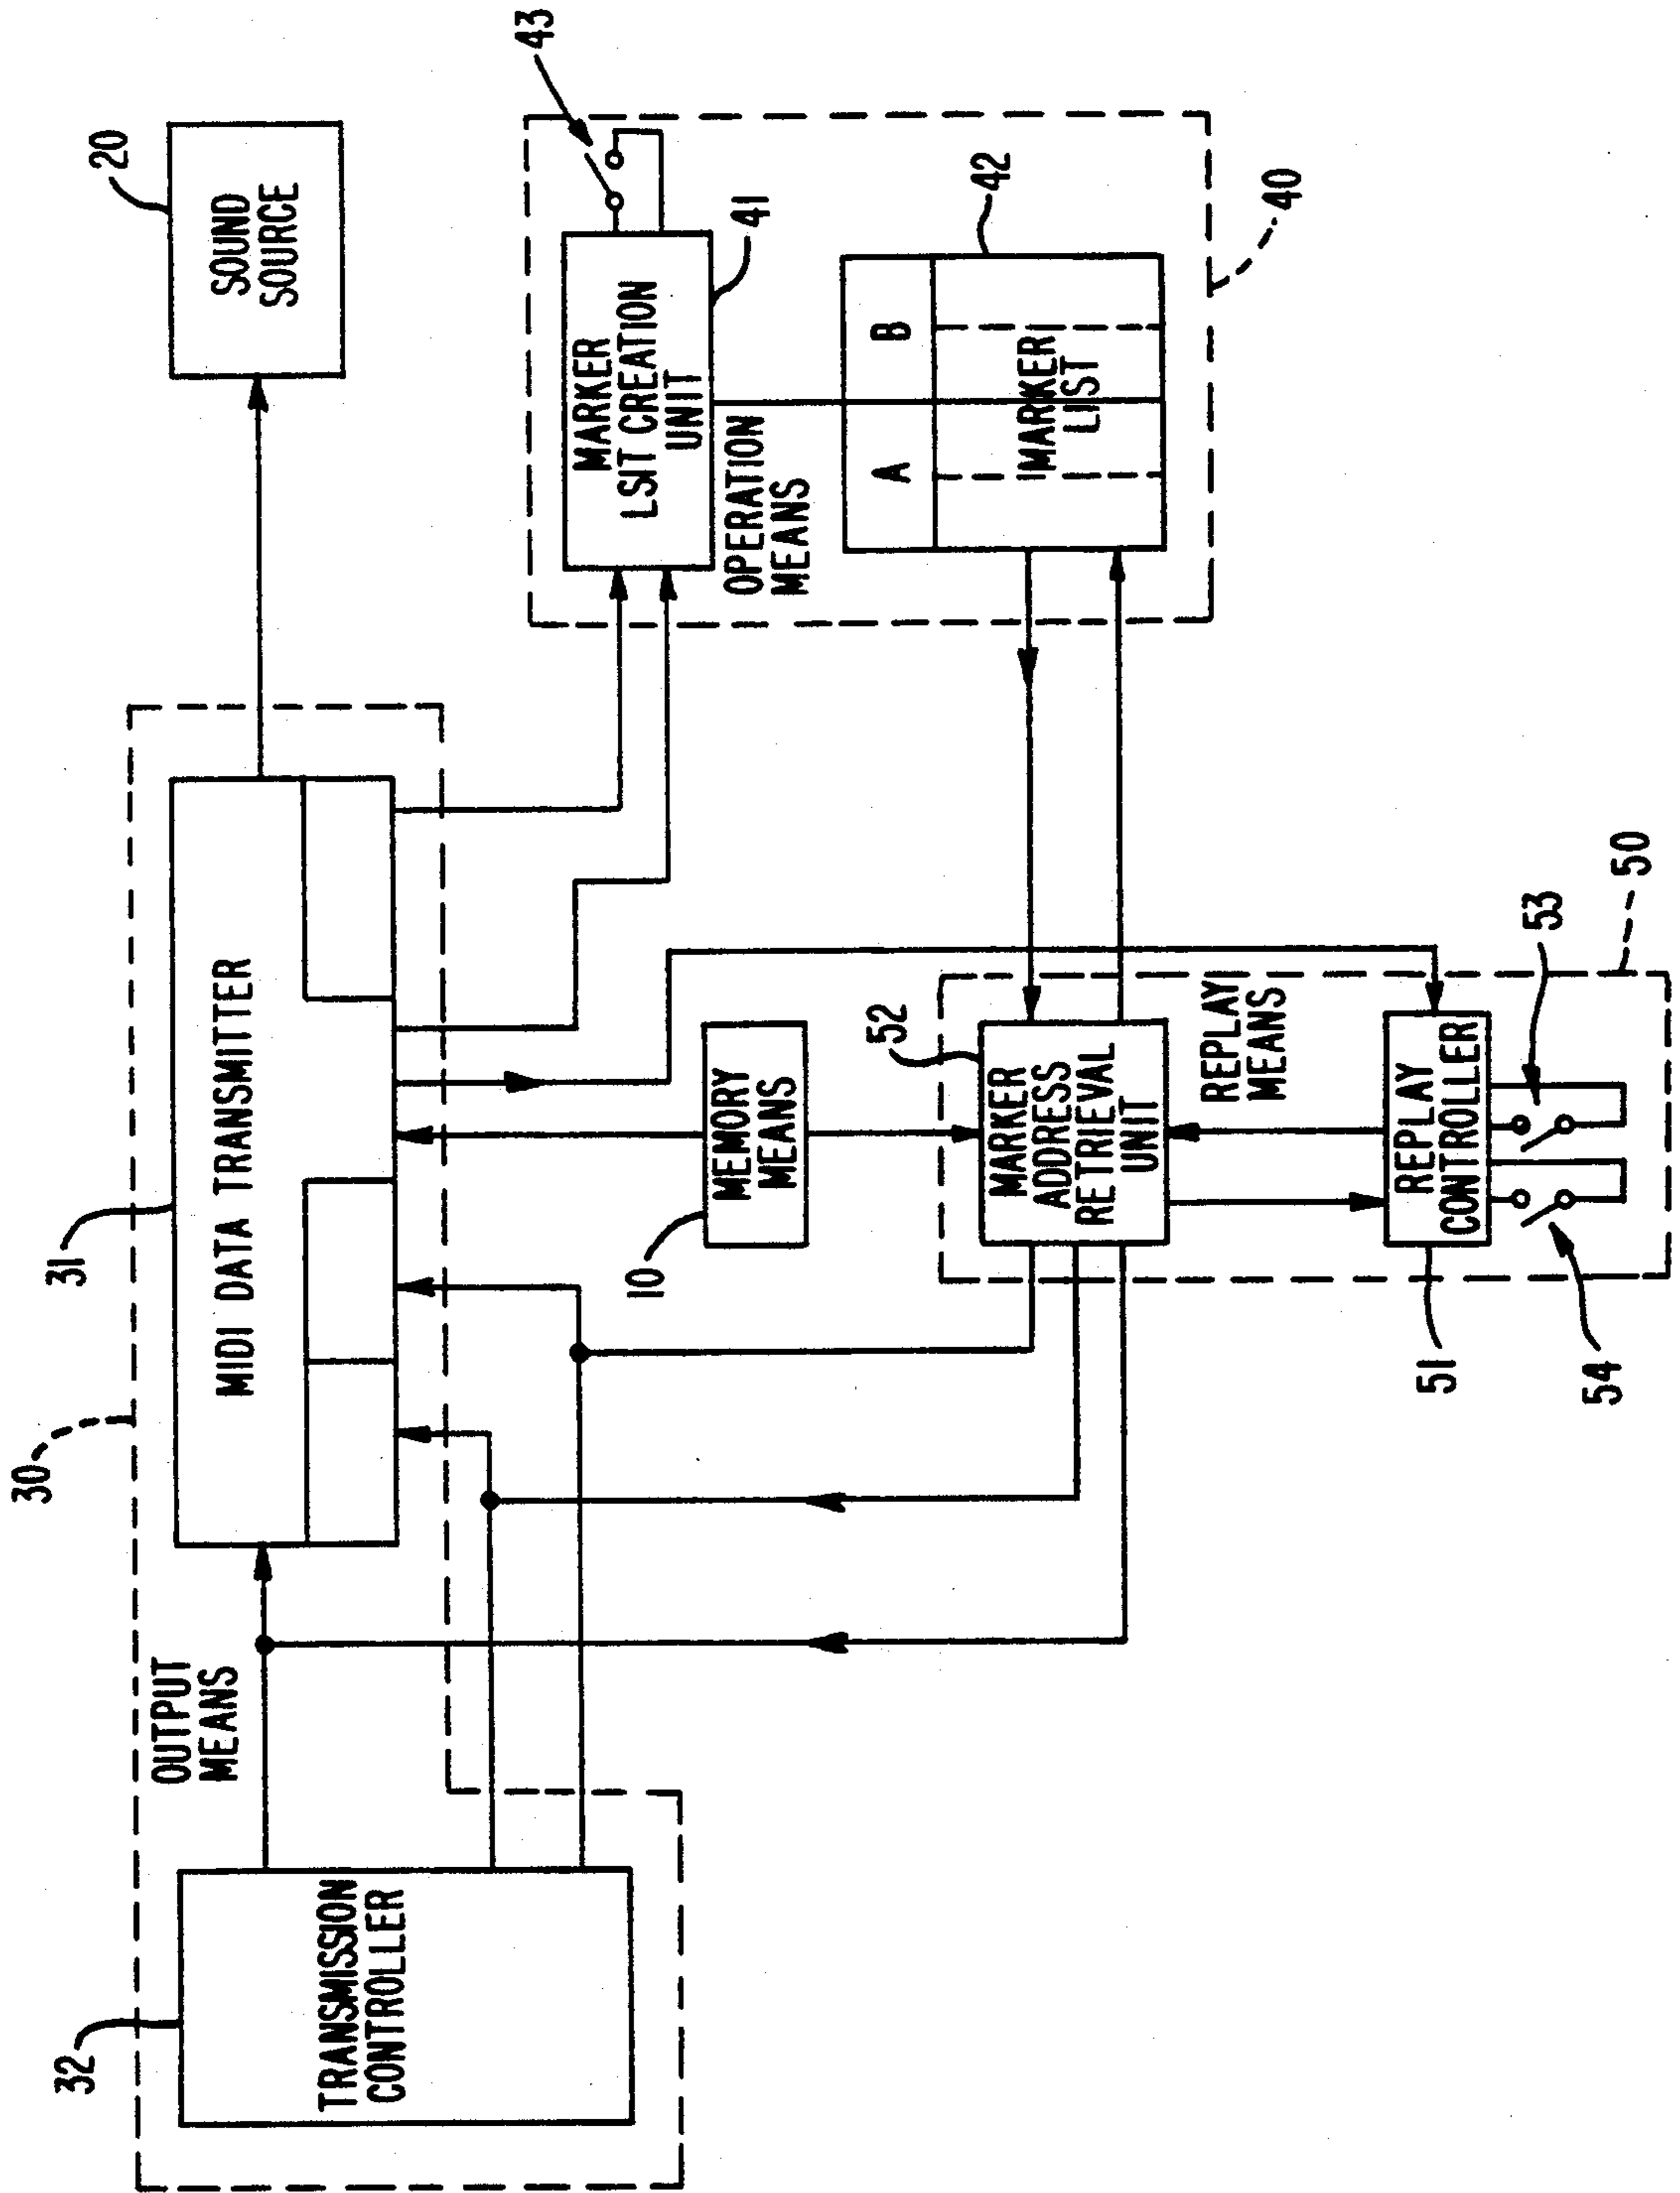 32
TRANSMISSION
CONTROLLER
OUTPUT
MEANS
30
31
MIDI DATA TRANSMITTER
20
SOUND
SOURCE
43
MARKER
LSIT CREATION
UNIT
41
OPERATION
MEANS
A
B
42
MARKER
LIST
40
10
MEMORY
MEANS
52
MARKER
ADDRESS
RETRIEVAL
UNIT
REPLAY
MEANS
50
REPLAY
CONTROLLER
51
53
54